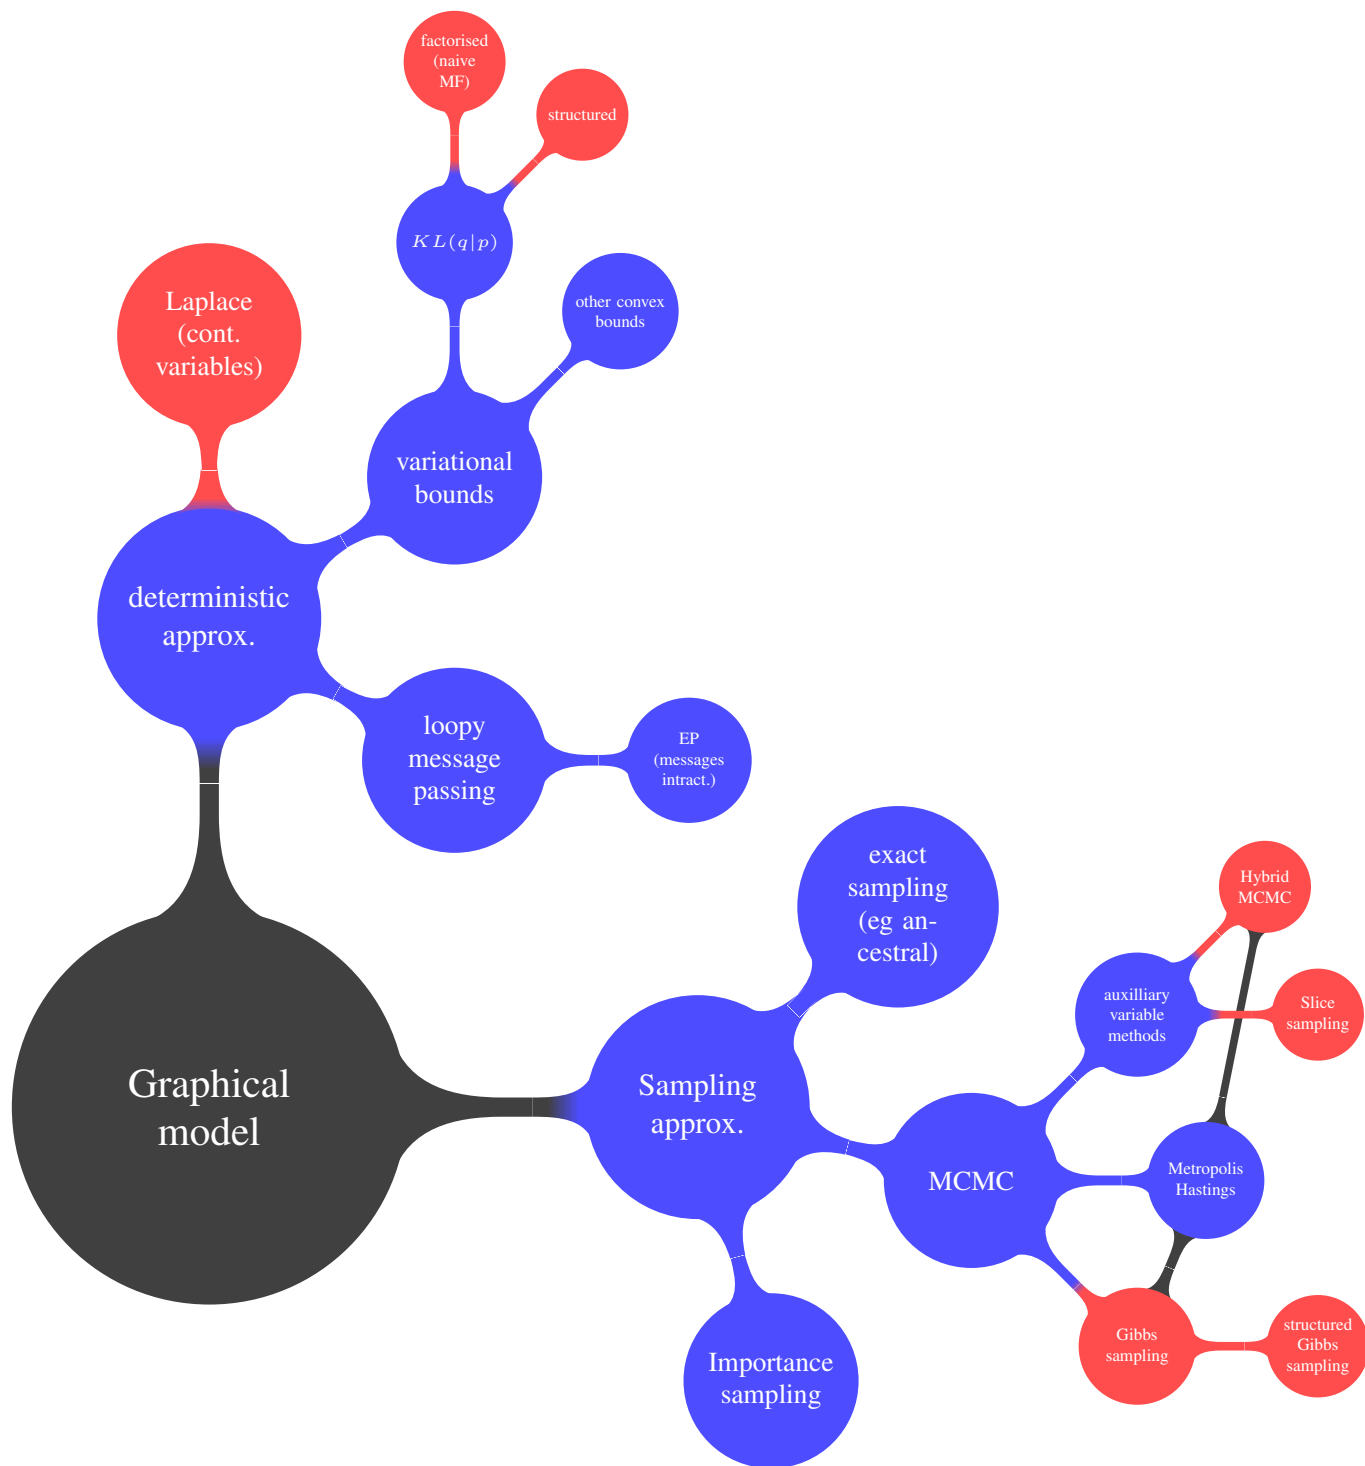 factorised
(naive
MF)
structured
KL(q|p)
other convex
bounds
Laplace
(cont.
variables)
variational
bounds
deterministic
approx.
loopy
message
passing
EP
(messages
intract.)
exact
sampling
(eg an-
cestral)
Hybrid
MCMC
auxilliary
variable
methods
Slice
sampling
Graphical
model
Sampling
approx.
MCMC
Metropolis
Hastings
Importance
sampling
Gibbs
sampling
structured
Gibbs
sampling